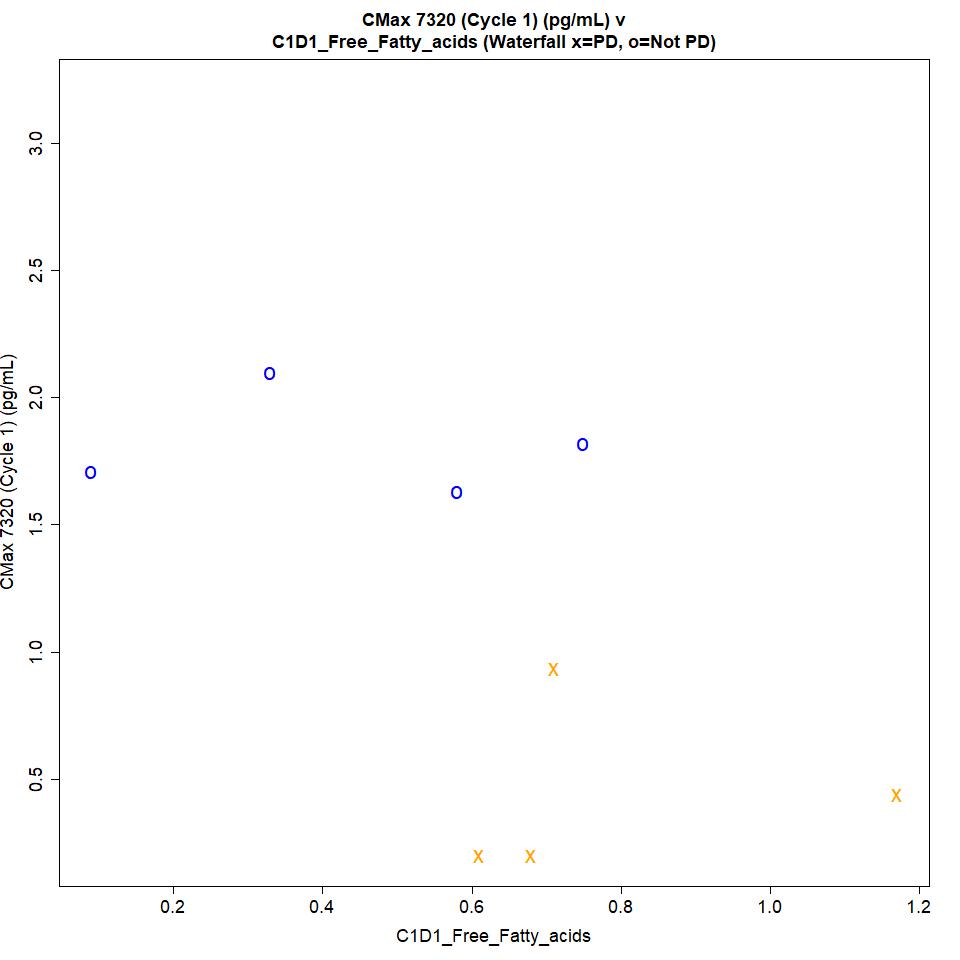 CMax 7320 (Cycle 1) (pg/mL) v
C1D1_Free_Fatty_acids (Waterfall x=PD, o=Not PD)
CMax 7320 (Cycle 1) (pg/mL)
3.0
2.5
2.0
1.5
1.0
0.5
o
o
o
o
x
x
x
x
0.2 0.4 0.6 0.8 1.0 1.2
C1D1_Free_Fatty_acids